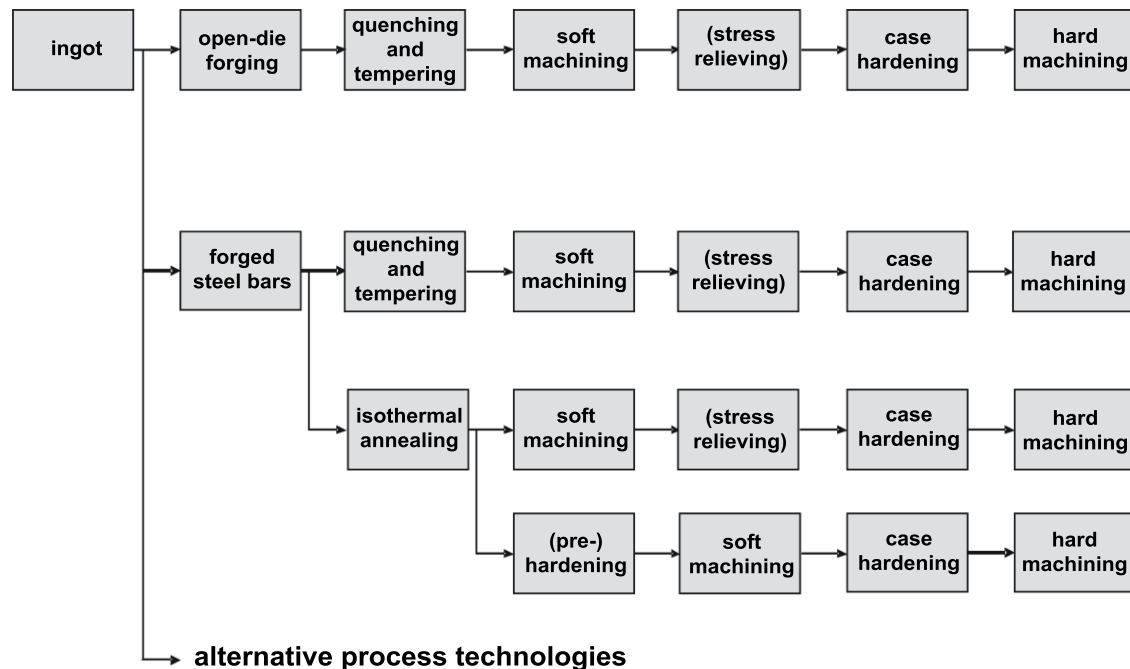 ingot
open-die
forging
quenching
and
tempering
soft
machining
(stress
relieving)
case
hardening
hard
machining
forged
steel bars
quenching
and
tempering
soft
machining
(stress
relieving)
case
hardening
hard
machining
isothermal
annealing
soft
machining
(stress
relieving)
case
hardening
hard
machining
(pre-)
hardening
soft
machining
case
hardening
hard
machining
alternative process technologies